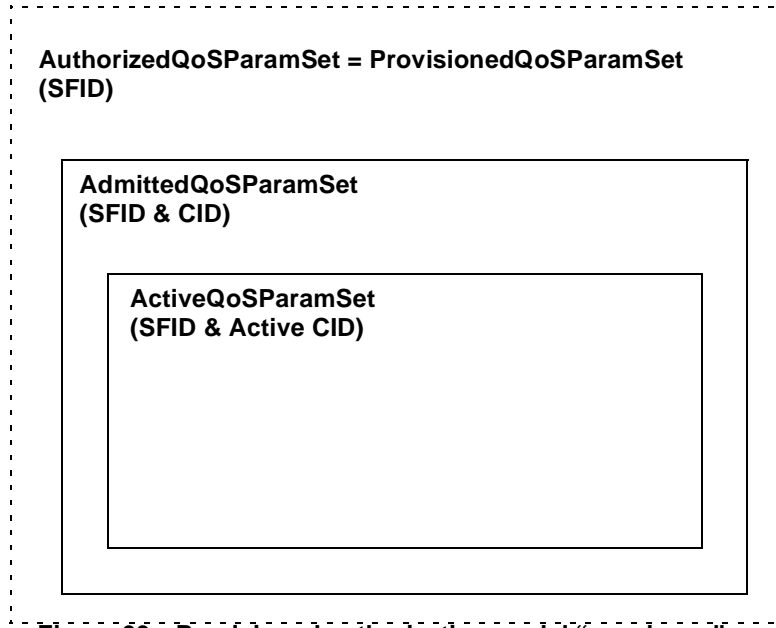 AuthorizedQoSParamSet = ProvisionedQoSParamSet
(SFID)
AdmittedQoSParamSet
(SFID & CID)
ActiveQoSParamSet
(SFID & Active CID)